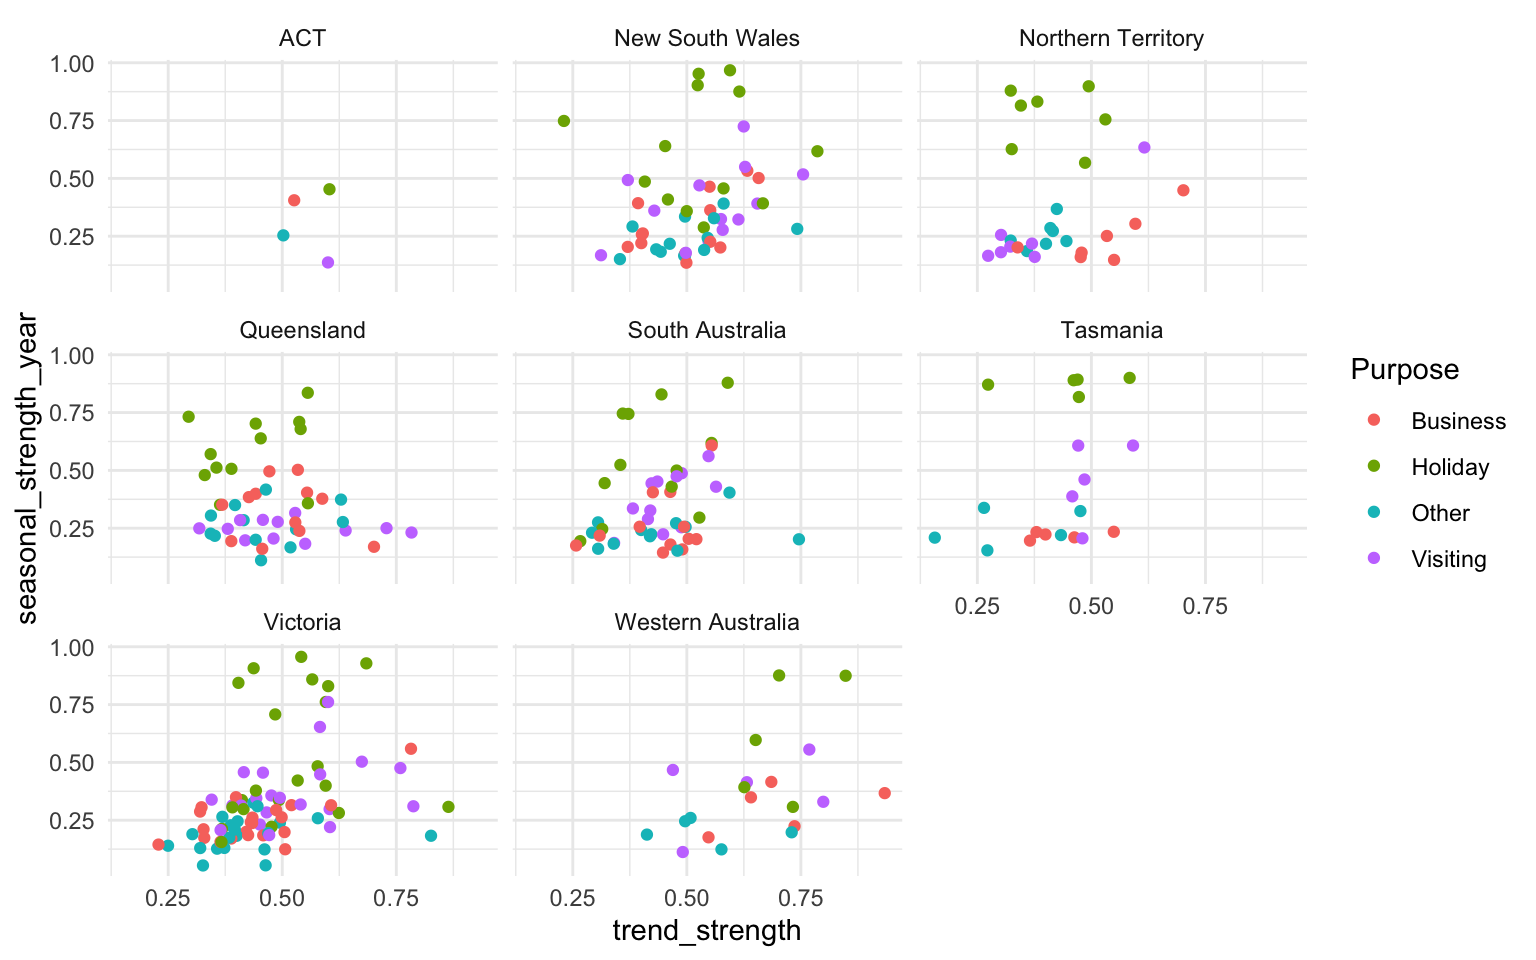 ACT
New South Wales
Northern Territory
1.00
0.75
0.50
0.25
Queensland
South Australia
Tasmania
1.00
0.75
0.50
0.25
0.25 0.50 0.75
Victoria
Western Australia
1.00
0.75
0.50
0.25
0.25 0.50 0.75
0.25 0.50 0.75
trend_strength
seasonal_strength_year
Purpose
Business
Holiday
Other
Visiting